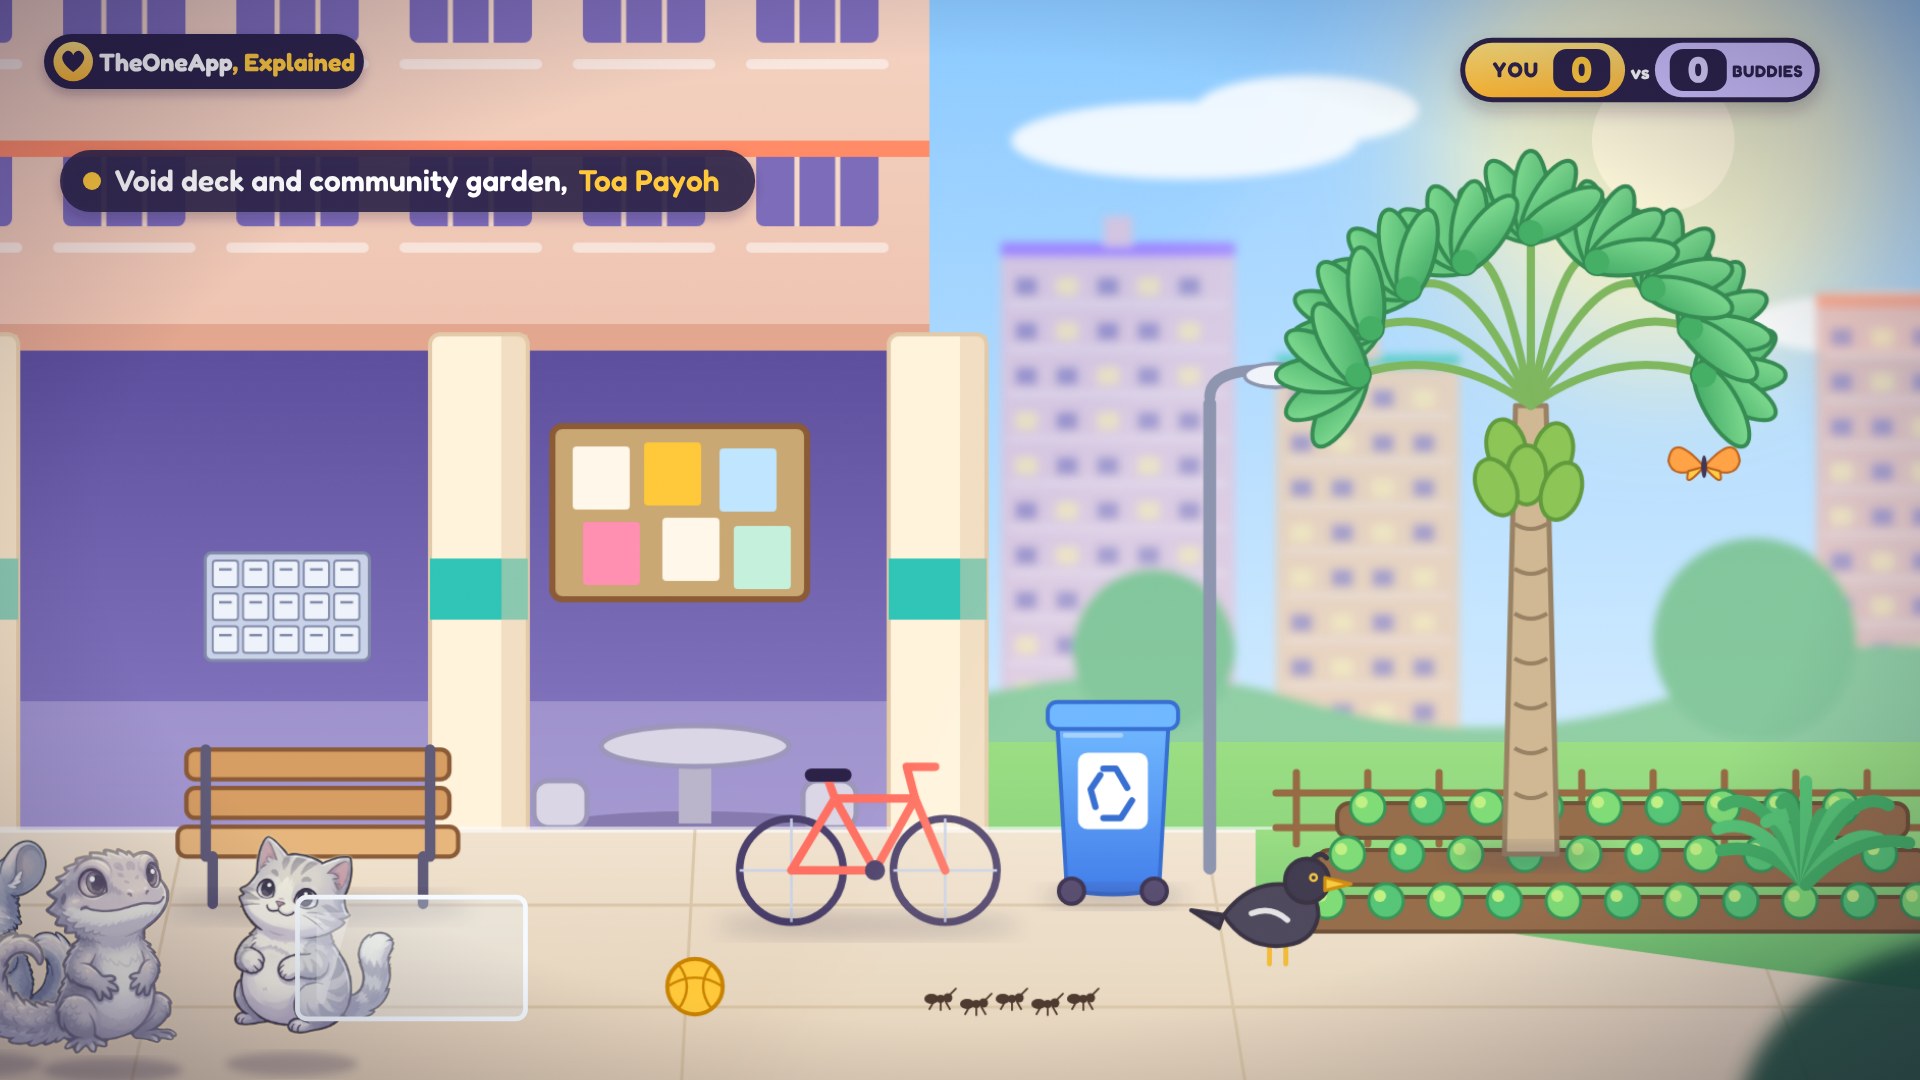 TheOneApp, Explained
YOU 0 vs 0 BUDDIES
Void deck and community garden, Toa Payoh